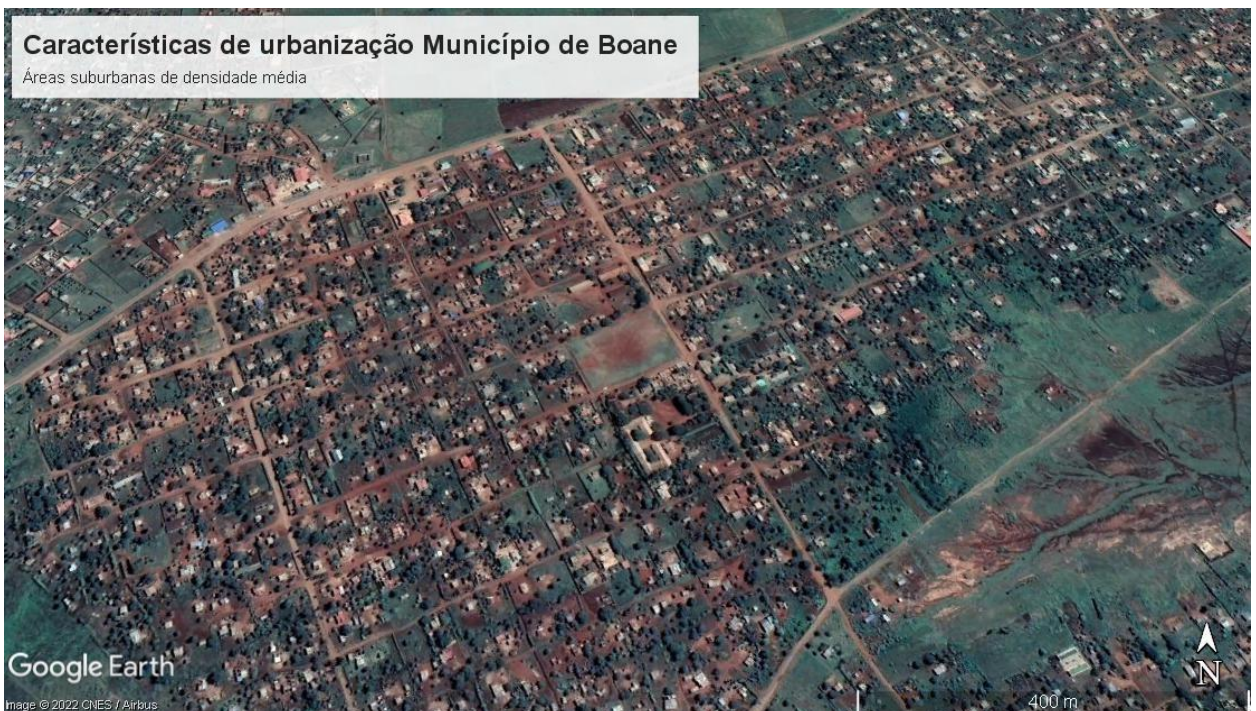 Características de urbanização Município de Boane
Áreas suburbanas de densidade média
Google Earth
Image © 2022 CNES / Airbus
N
400 m